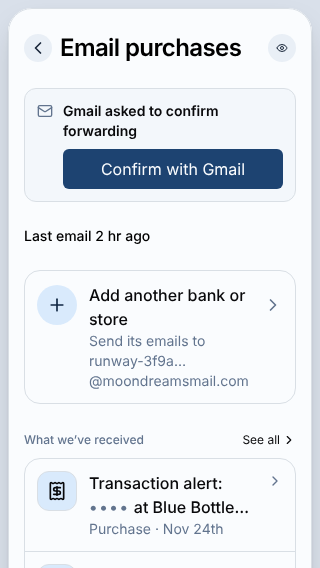 Email purchases
Gmail asked to confirm
forwarding
Confirm with Gmail
Last email 2 hr ago
Add another bank or
store
Send its emails to
runway-3f9a...
@moondreamsmail.com
What we've received
See all
Transaction alert:
•••• at Blue Bottle...
Purchase · Nov 24th